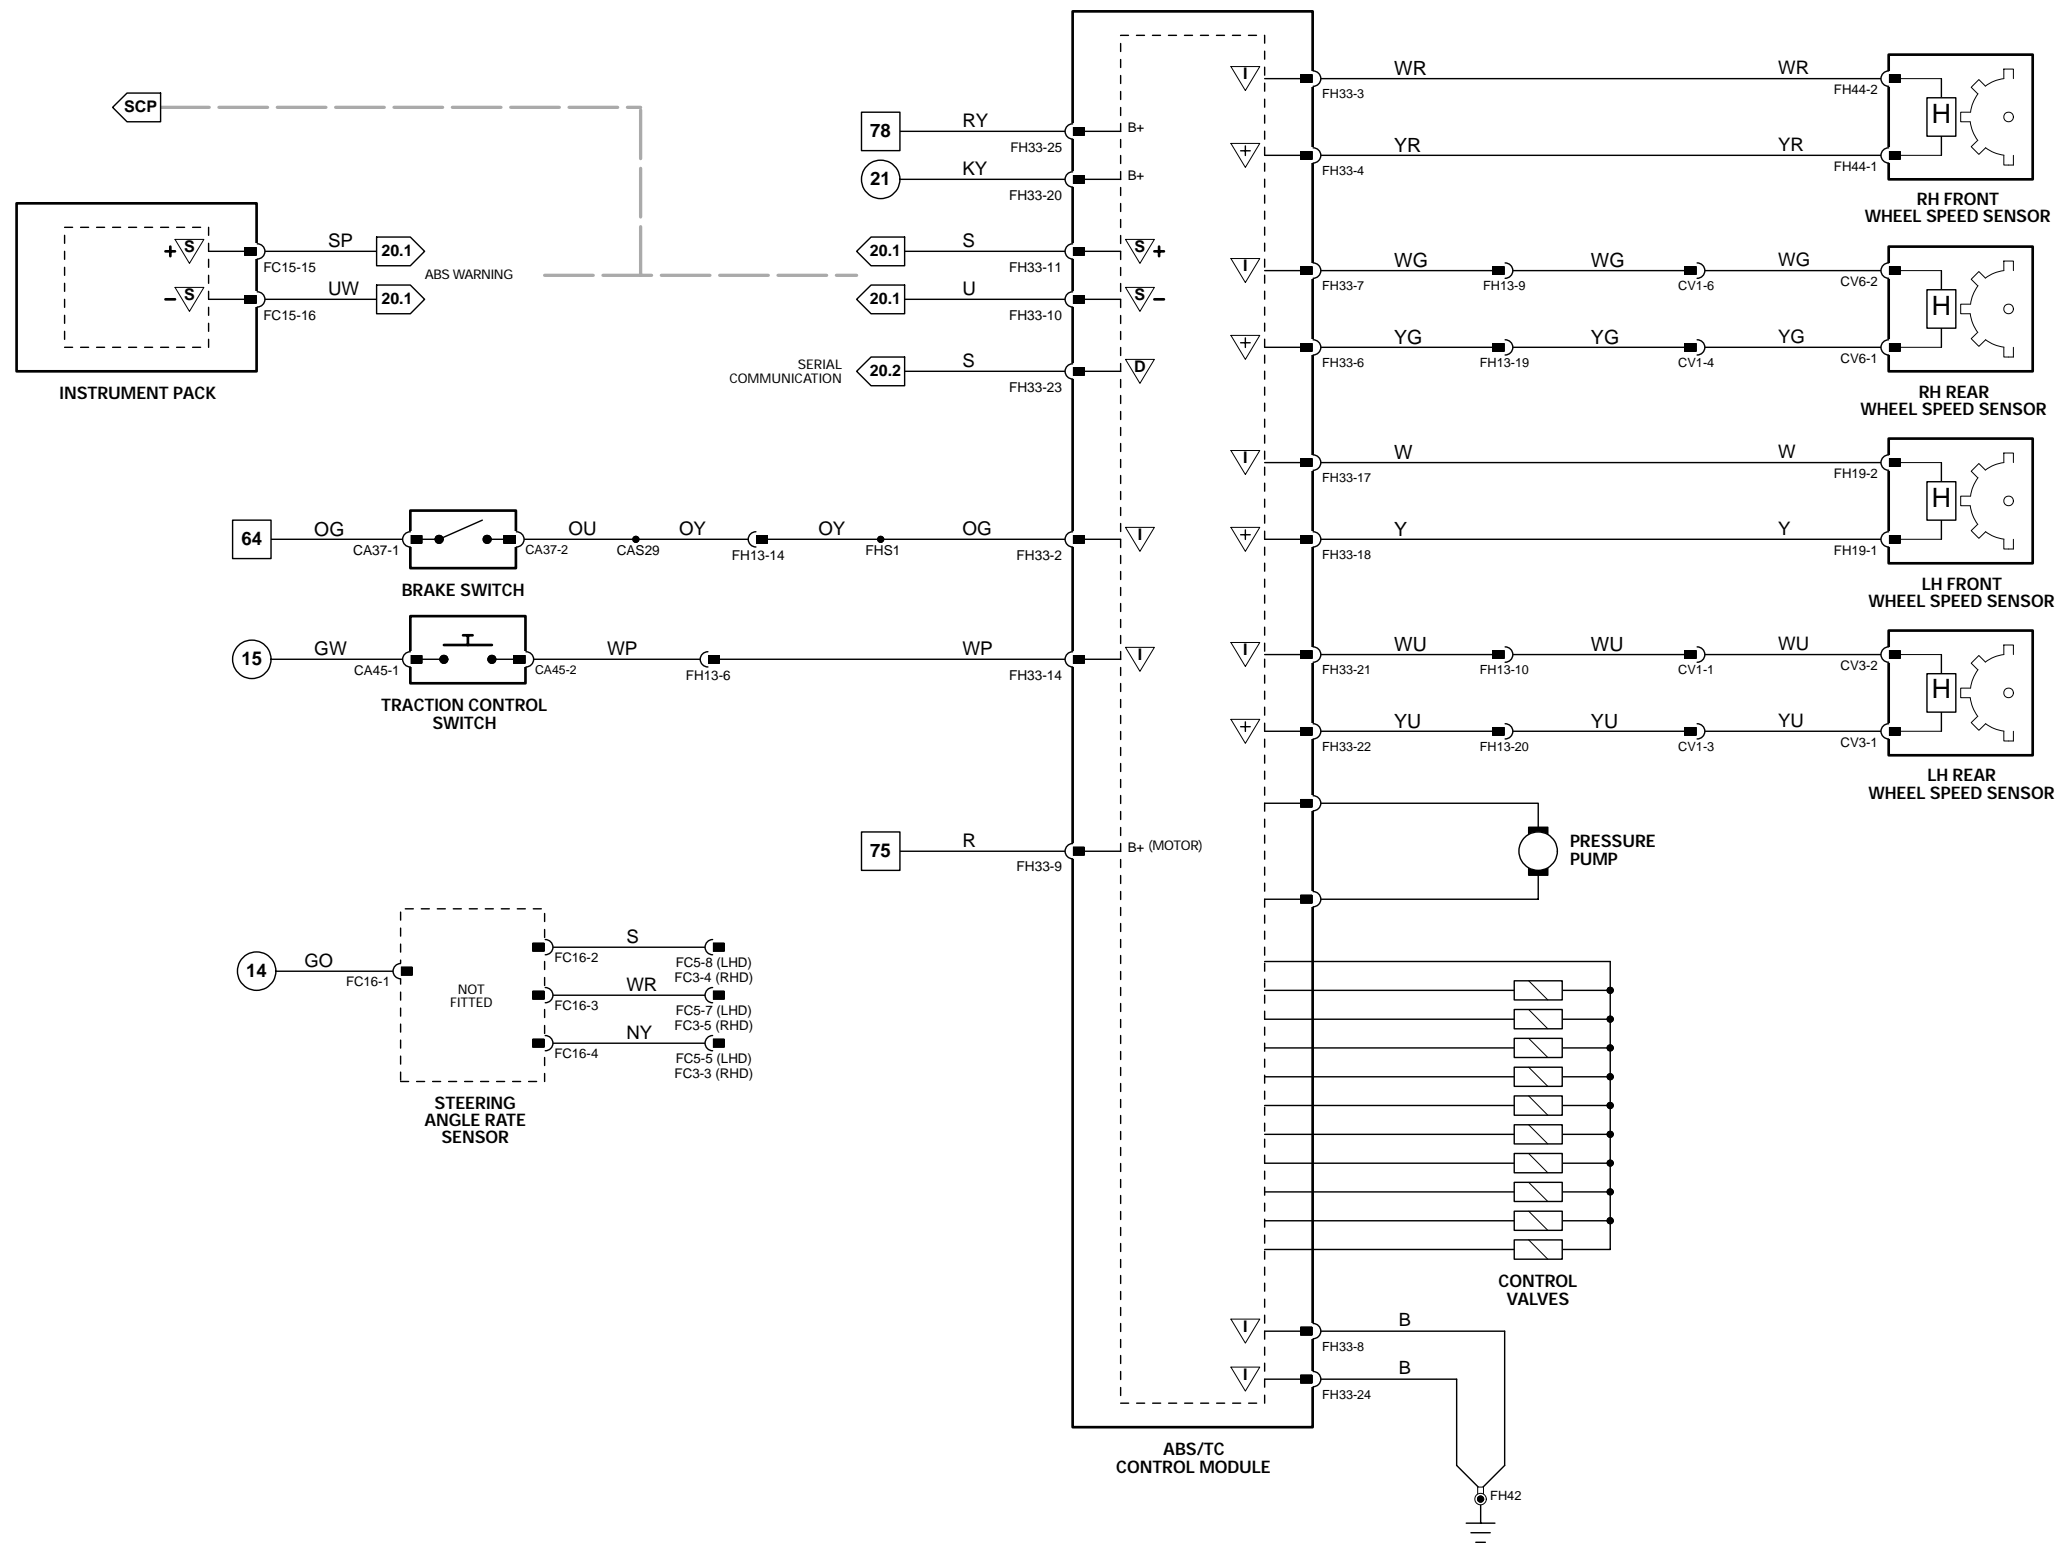 SCP
INSTRUMENT PACK
+
S
FC15-15
SP
20.1
–
S
FC15-16
UW
20.1
ABS WARNING
78
RY
FH33-25
B+
21
KY
FH33-20
B+
20.1
S
FH33-11
S
+
20.1
U
FH33-10
S
–
SERIAL
COMMUNICATION
20.2
S
FH33-23
D
64
OG
CA37-1
CA37-2
OU
CAS29
OY
FH13-14
OY
FHS1
OG
FH33-2
I
BRAKE SWITCH
15
GW
CA45-1
CA45-2
WP
FH13-6
WP
FH33-14
I
TRACTION CONTROL
SWITCH
75
R
FH33-9
B+ (MOTOR)
14
GO
FC16-1
NOT
FITTED
FC16-2
S
FC5-8 (LHD)
FC3-4 (RHD)
FC16-3
WR
FC5-7 (LHD)
FC3-5 (RHD)
FC16-4
NY
FC5-5 (LHD)
FC3-3 (RHD)
STEERING
ANGLE RATE
SENSOR
I
FH33-3
WR
WR
FH44-2
+
FH33-4
YR
YR
FH44-1
H
RH FRONT
WHEEL SPEED SENSOR
I
FH33-7
WG
FH13-9
WG
CV1-6
WG
CV6-2
+
FH33-6
YG
FH13-19
YG
CV1-4
YG
CV6-1
H
RH REAR
WHEEL SPEED SENSOR
I
FH33-17
W
W
FH19-2
+
FH33-18
Y
Y
FH19-1
H
LH FRONT
WHEEL SPEED SENSOR
I
FH33-21
WU
FH13-10
WU
CV1-1
WU
CV3-2
+
FH33-22
YU
FH13-20
YU
CV1-3
YU
CV3-1
H
LH REAR
WHEEL SPEED SENSOR
PRESSURE
PUMP
CONTROL
VALVES
I
FH33-8
B
I
FH33-24
B
FH42
ABS/TC
CONTROL MODULE